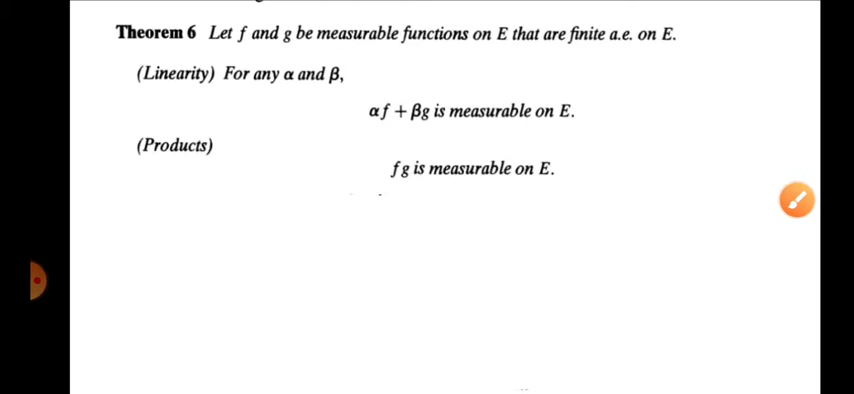 Theorem 6 Let f and g be measurable functions on E that are finite a.e. on E.
(Linearity) For any α and β,
αf + βg is measurable on E.
(Products)
fg is measurable on E.